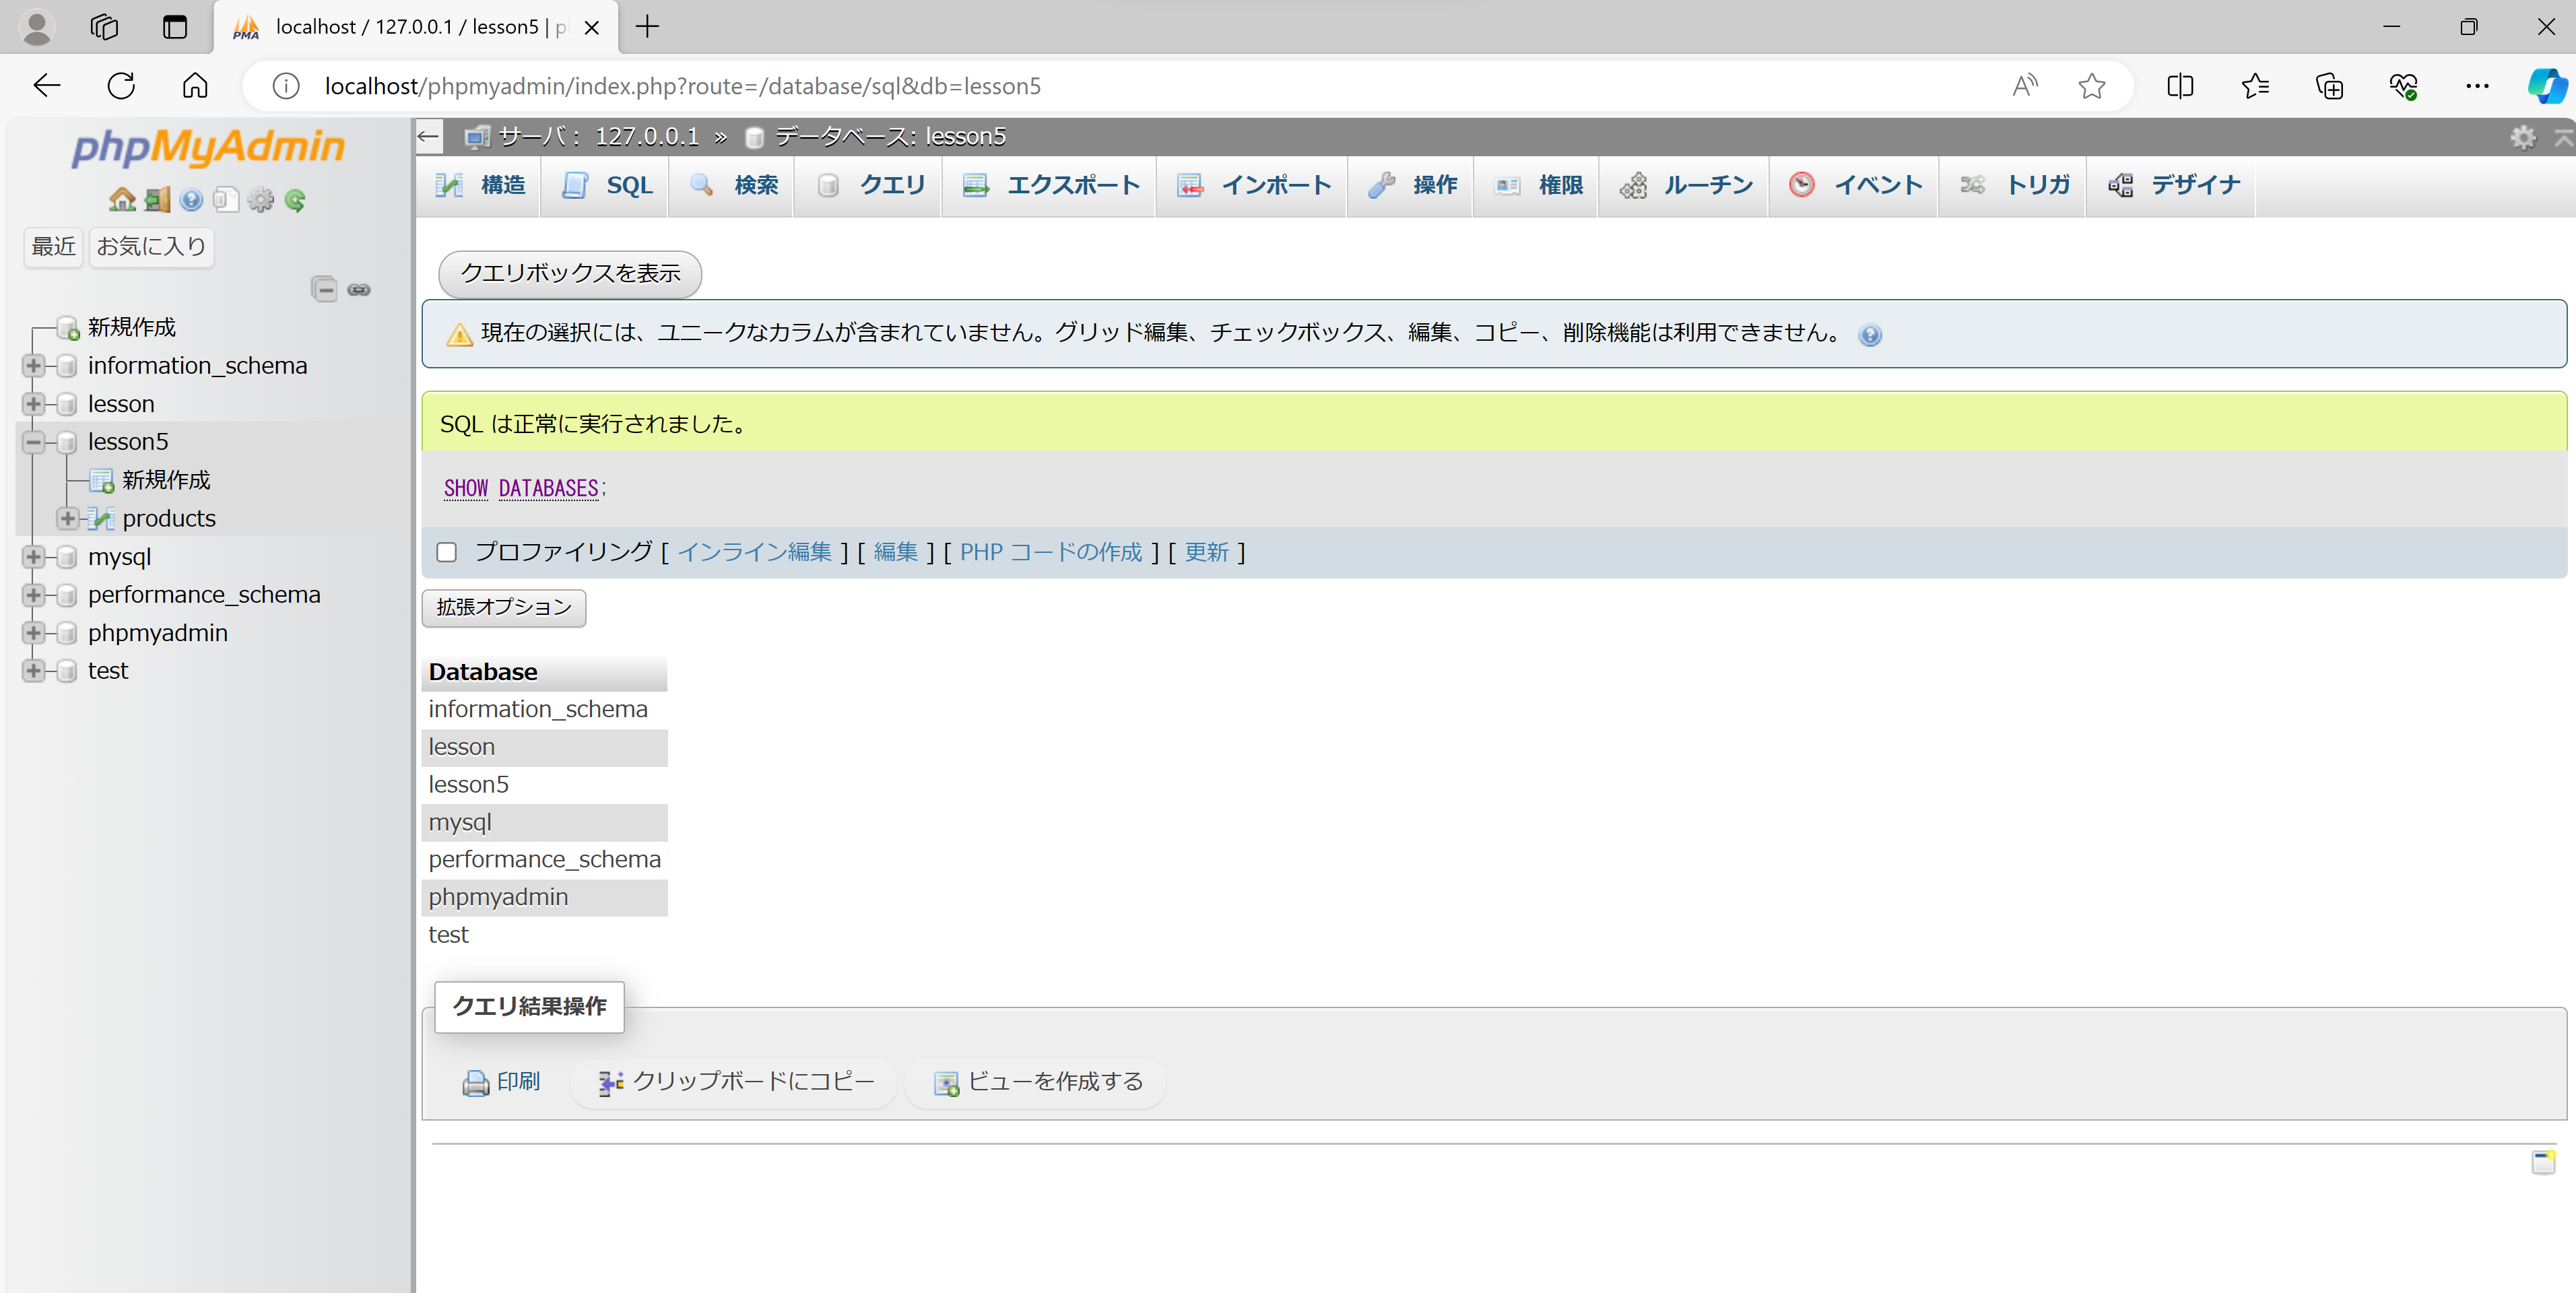 localhost / 127.0.0.1 / lesson5 | p
localhost/phpmyadmin/index.php?route=/database/sql&db=lesson5
phpMyAdmin
最近 お気に入り
新規作成
information_schema
lesson
lesson5
新規作成
products
mysql
performance_schema
phpmyadmin
test
サーバ： 127.0.0.1 » データベース: lesson5
構造 SQL 検索 クエリ エクスポート インポート 操作 権限 ルーチン イベント トリガ デザイナ
クエリボックスを表示
現在の選択には、ユニークなカラムが含まれていません。グリッド編集、チェックボックス、編集、コピー、削除機能は利用できません。
SQL は正常に実行されました。
SHOW DATABASES;
プロファイリング [ インライン編集 ] [ 編集 ] [ PHP コードの作成 ] [ 更新 ]
拡張オプション
Database
information_schema
lesson
lesson5
mysql
performance_schema
phpmyadmin
test
クエリ結果操作
印刷 クリップボードにコピー ビューを作成する